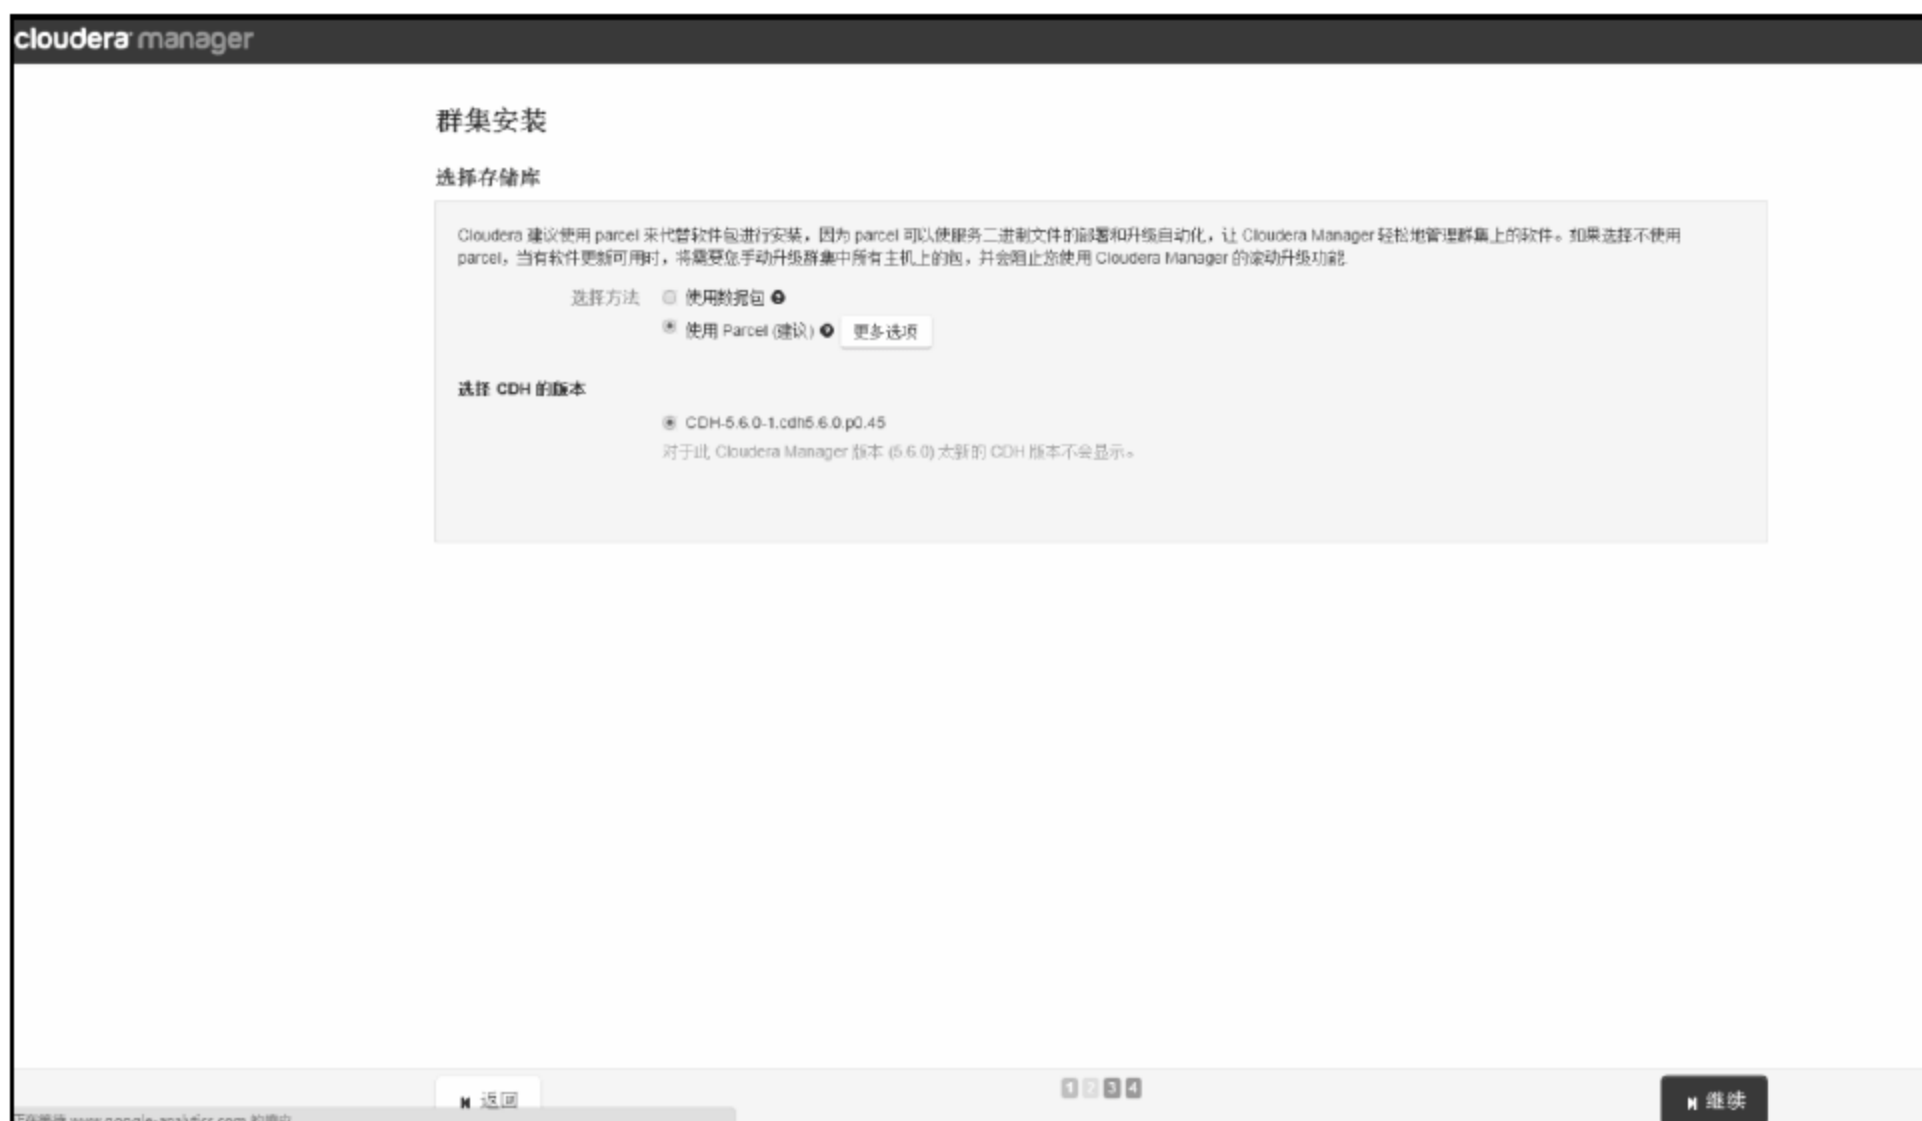 cloudera manager
群集安装
选择存储库
Cloudera 建议使用 parcel 来代替软件包进行安装，因为 parcel 可以使服务二进制文件的部署和升级自动化，让 Cloudera Manager 轻松地管理群集上的软件。如果选择不使用
parcel，当有软件更新可用时，将需要您手动升级群集中所有主机上的包，并会阻止您使用 Cloudera Manager 的滚动升级功能
选择方法 使用数据包
使用 Parcel (建议) 更多选项
选择 CDH 的版本
CDH-5.6.0-1.cdh5.6.0.p0.45
对于此 Cloudera Manager 版本 (5.6.0) 太新的 CDH 版本不会显示。
返回 1 2 3 4 继续
www.google-analytics.com